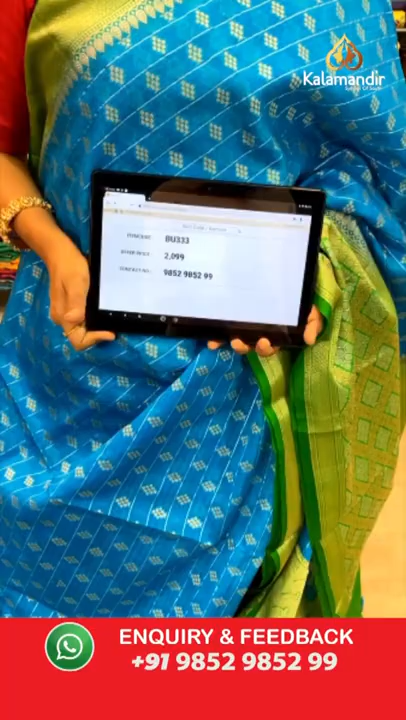 Kalamandir
BU333
2,099
9852 9852 99
ENQUIRY & FEEDBACK
+91 9852 9852 99